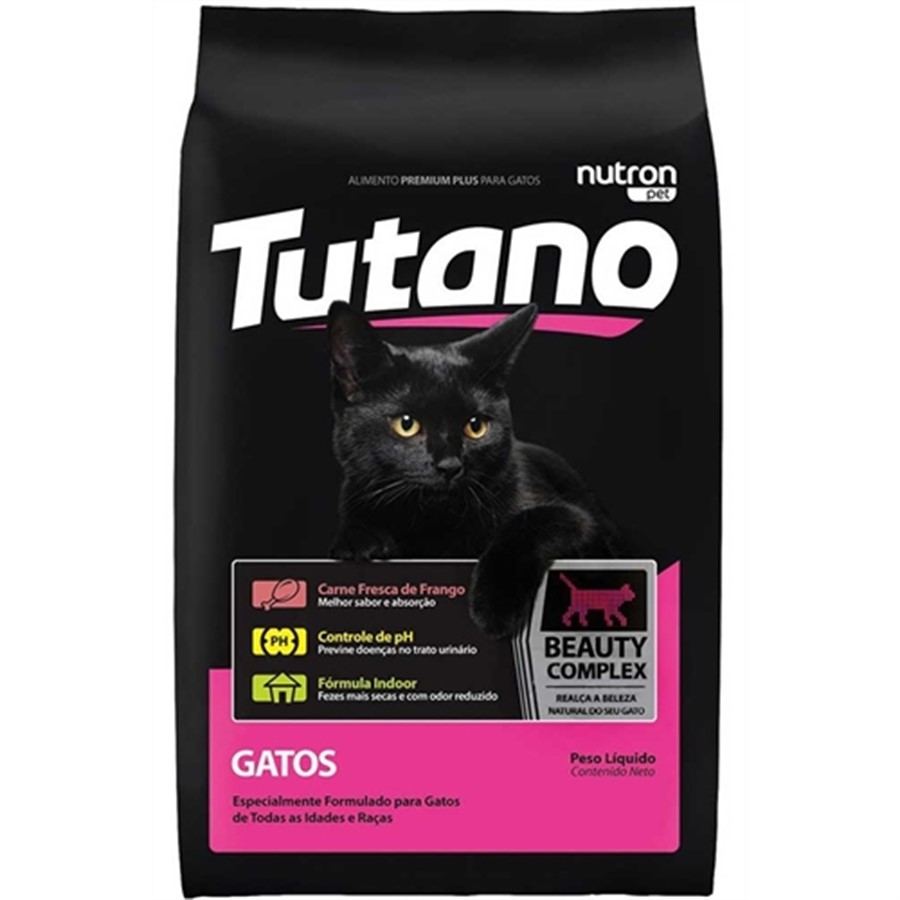 ALIMENTO PREMIUM PLUS PARA GATOS
nutron
pet
Tutano
Carne Fresca de Frango
Melhor sabor e absorção
PH
Controle de pH
Previne doenças no trato urinário
Fórmula Indoor
Fezes mais secas e com odor reduzido
BEAUTY
COMPLEX
REALÇA A BELEZA
NATURAL DO SEU GATO
GATOS
Peso Líquido
Contenido Neto
Especialmente Formulado para Gatos
de Todas as Idades e Raças